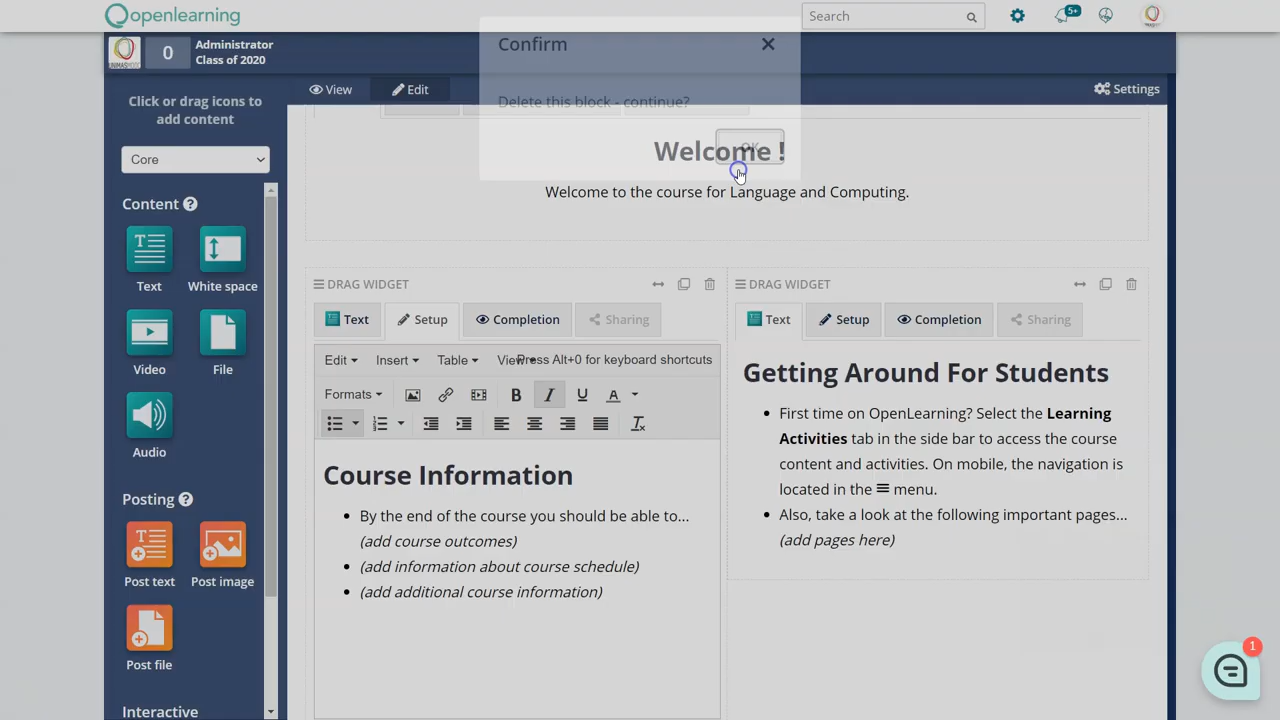 openlearning
Search
5+
UNIMAS
0
Administrator
Class of 2020
Confirm
Delete this block - continue?
OK
Click or drag icons to
add content
View
Edit
Settings
Core
Welcome !
Welcome to the course for Language and Computing.
Content
Text
White space
Video
File
Audio
Posting
Post text
Post image
Post file
Interactive
DRAG WIDGET
Text
Setup
Completion
Sharing
Edit
Insert
Table
View
Press Alt+0 for keyboard shortcuts
Formats
B
I
U
A
Course Information
By the end of the course you should be able to...
(add course outcomes)
(add information about course schedule)
(add additional course information)
DRAG WIDGET
Text
Setup
Completion
Sharing
Getting Around For Students
First time on OpenLearning? Select the Learning
Activities tab in the side bar to access the course
content and activities. On mobile, the navigation is
located in the ☰ menu.
Also, take a look at the following important pages...
(add pages here)
1